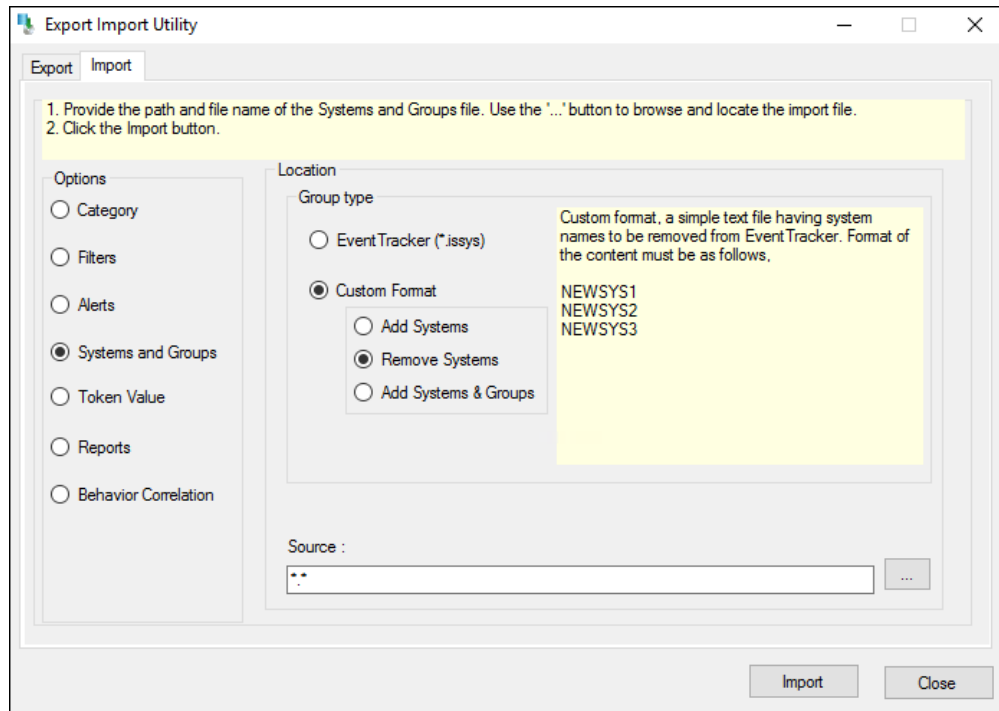 Export Import Utility
Export
Import
1. Provide the path and file name of the Systems and Groups file. Use the '...' button to browse and locate the import file.
2. Click the Import button.
Options
Category
Filters
Alerts
Systems and Groups
Token Value
Reports
Behavior Correlation
Location
Group type
EventTracker (*.issys)
Custom Format
Add Systems
Remove Systems
Add Systems & Groups
Custom format, a simple text file having system
names to be removed from EventTracker. Format of
the content must be as follows,
NEWSYS1
NEWSYS2
NEWSYS3
Source :
*.*
...
Import
Close